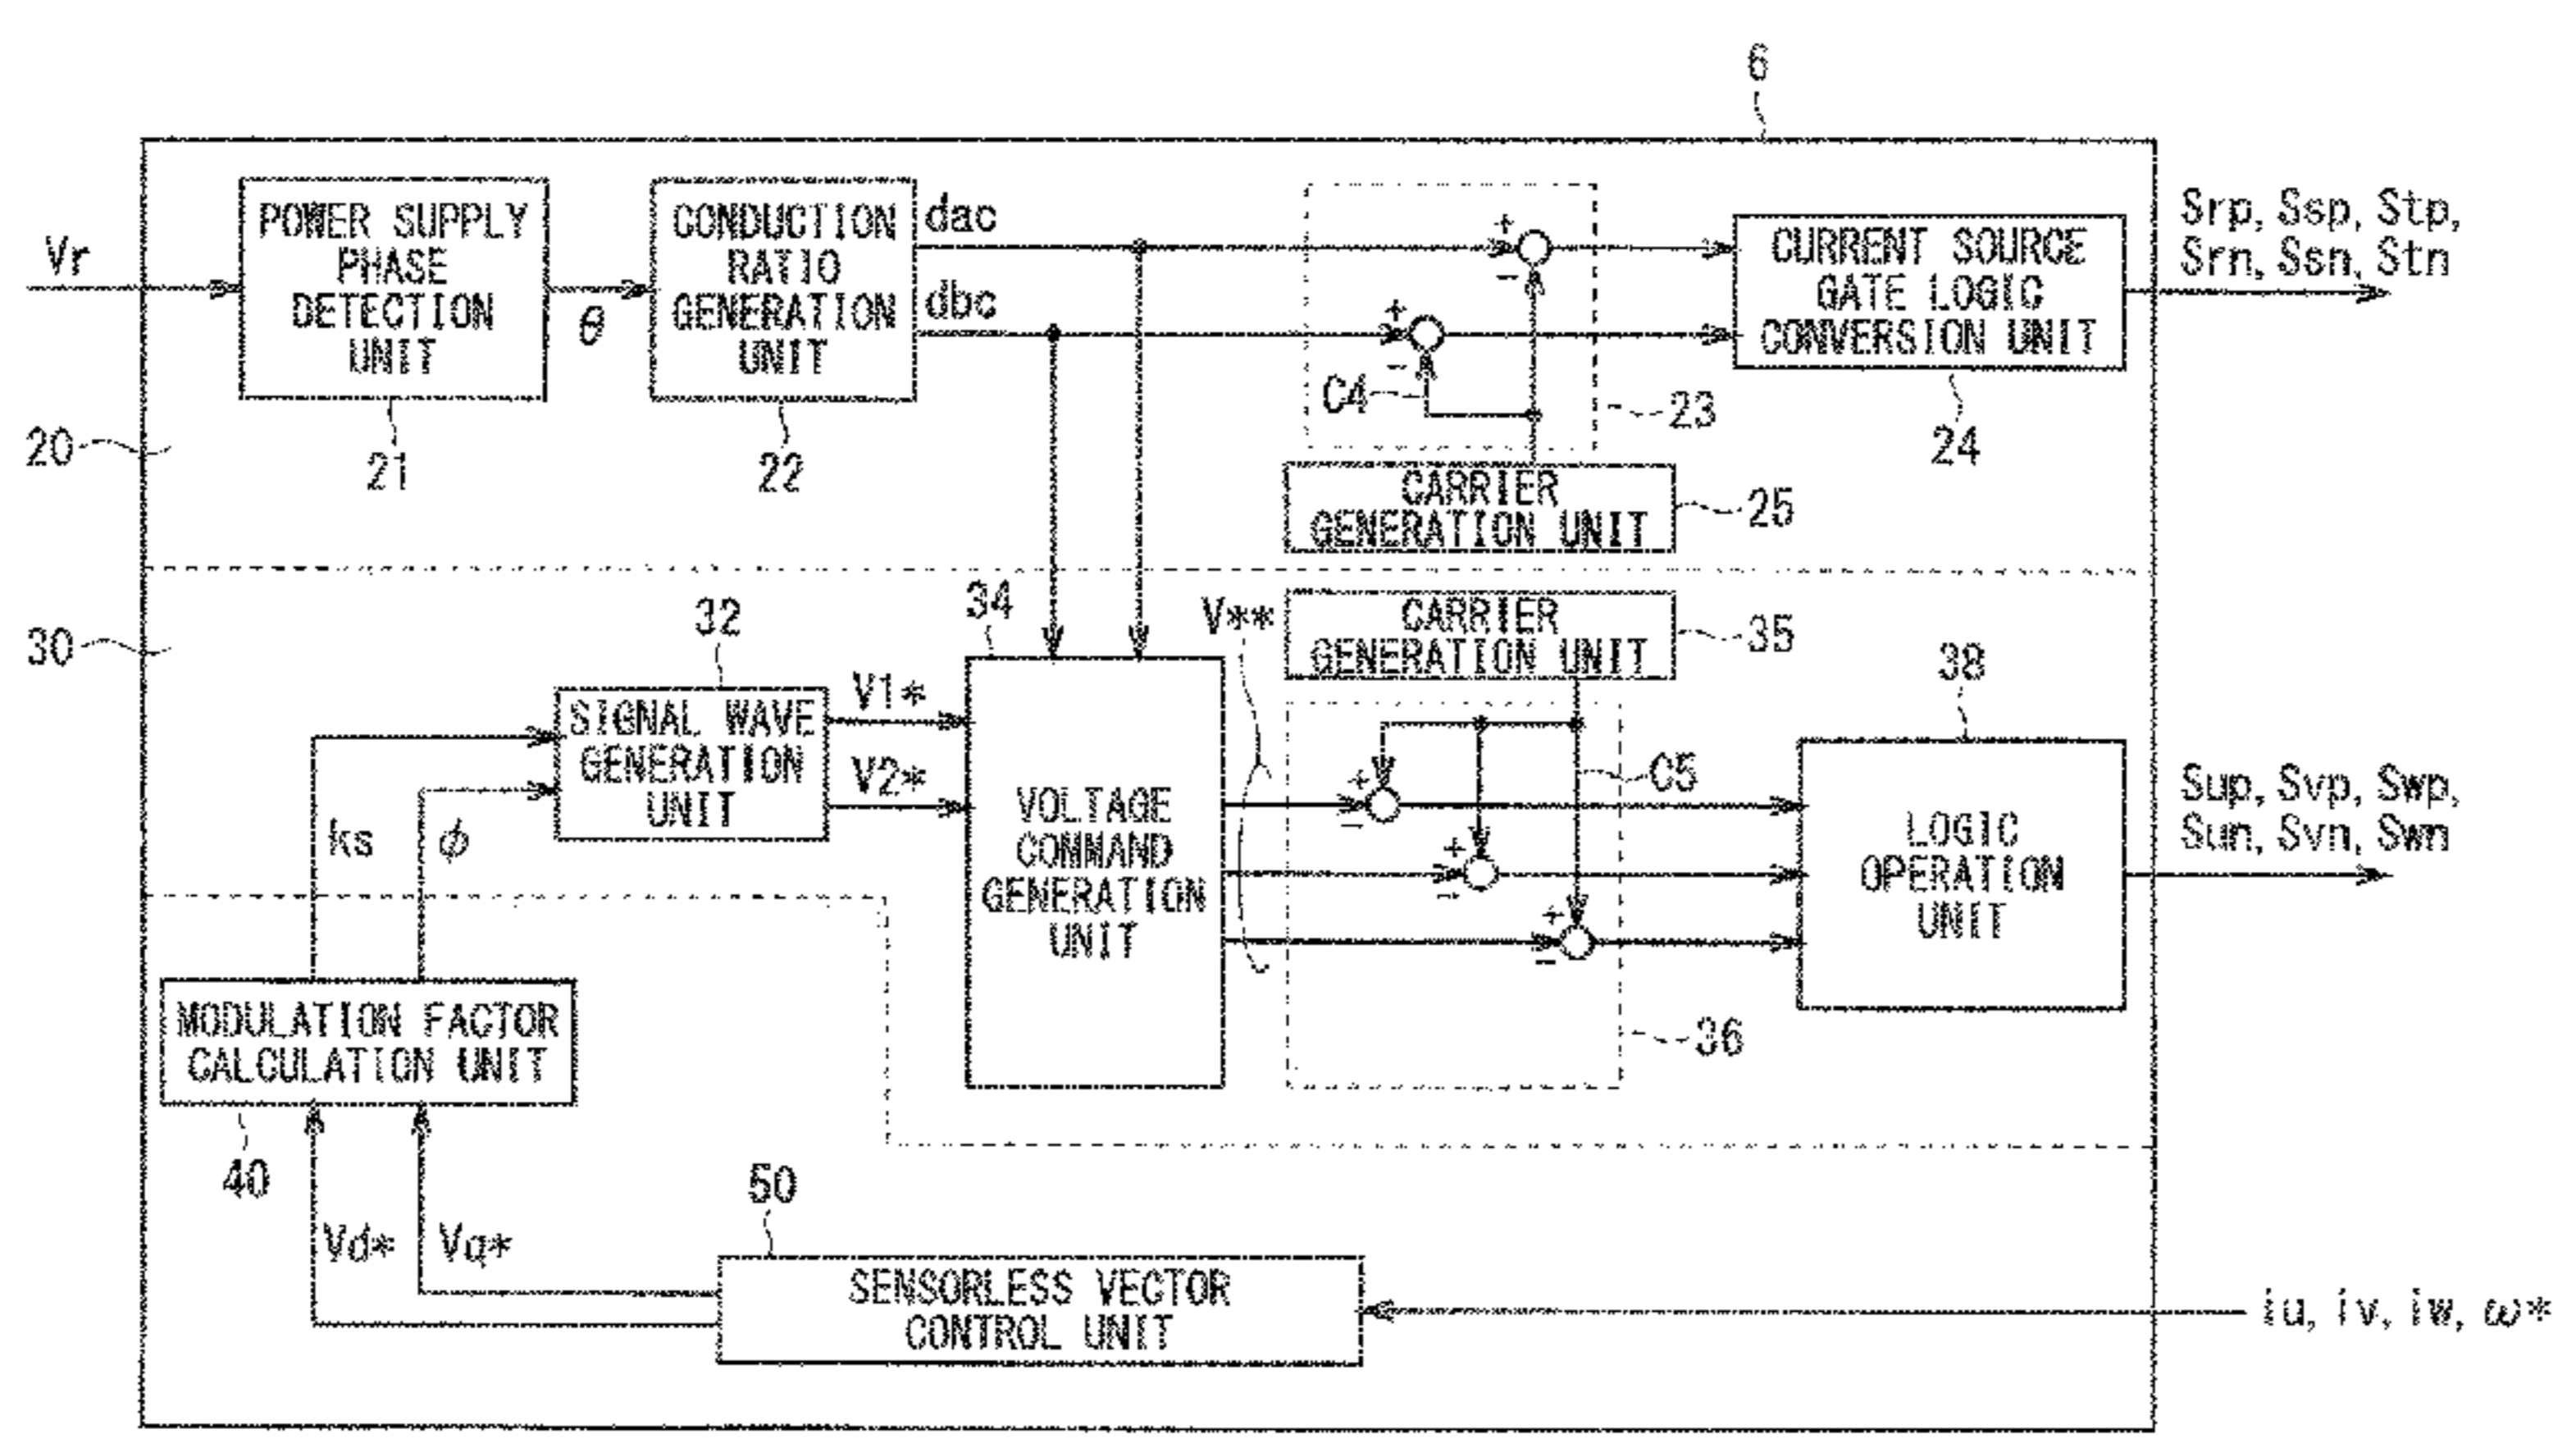 6
Vr
POWER SUPPLY
PHASE
DETECTION
UNIT
θ
CONDUCTION
RATIO
GENERATION
UNIT
dac
dbc
+
−
+
−
C4
CURRENT SOURCE
GATE LOGIC
CONVERSION UNIT
Srp, Ssp, Stp,
Srn, Ssn, Stn
20
21
22
23
24
CARRIER
GENERATION UNIT
25
30
32
34
V**
CARRIER
GENERATION UNIT
35
38
SIGNAL WAVE
GENERATION
UNIT
V1*
V2*
ks
ϕ
VOLTAGE
COMMAND
GENERATION
UNIT
C5
+
−
+
−
+
−
LOGIC
OPERATION
UNIT
Sup, Svp, Swp,
Sun, Svn, Swn
36
MODULATION FACTOR
CALCULATION UNIT
40
Vd*
Vq*
50
SENSORLESS VECTOR
CONTROL UNIT
iu, iv, iw, ω*